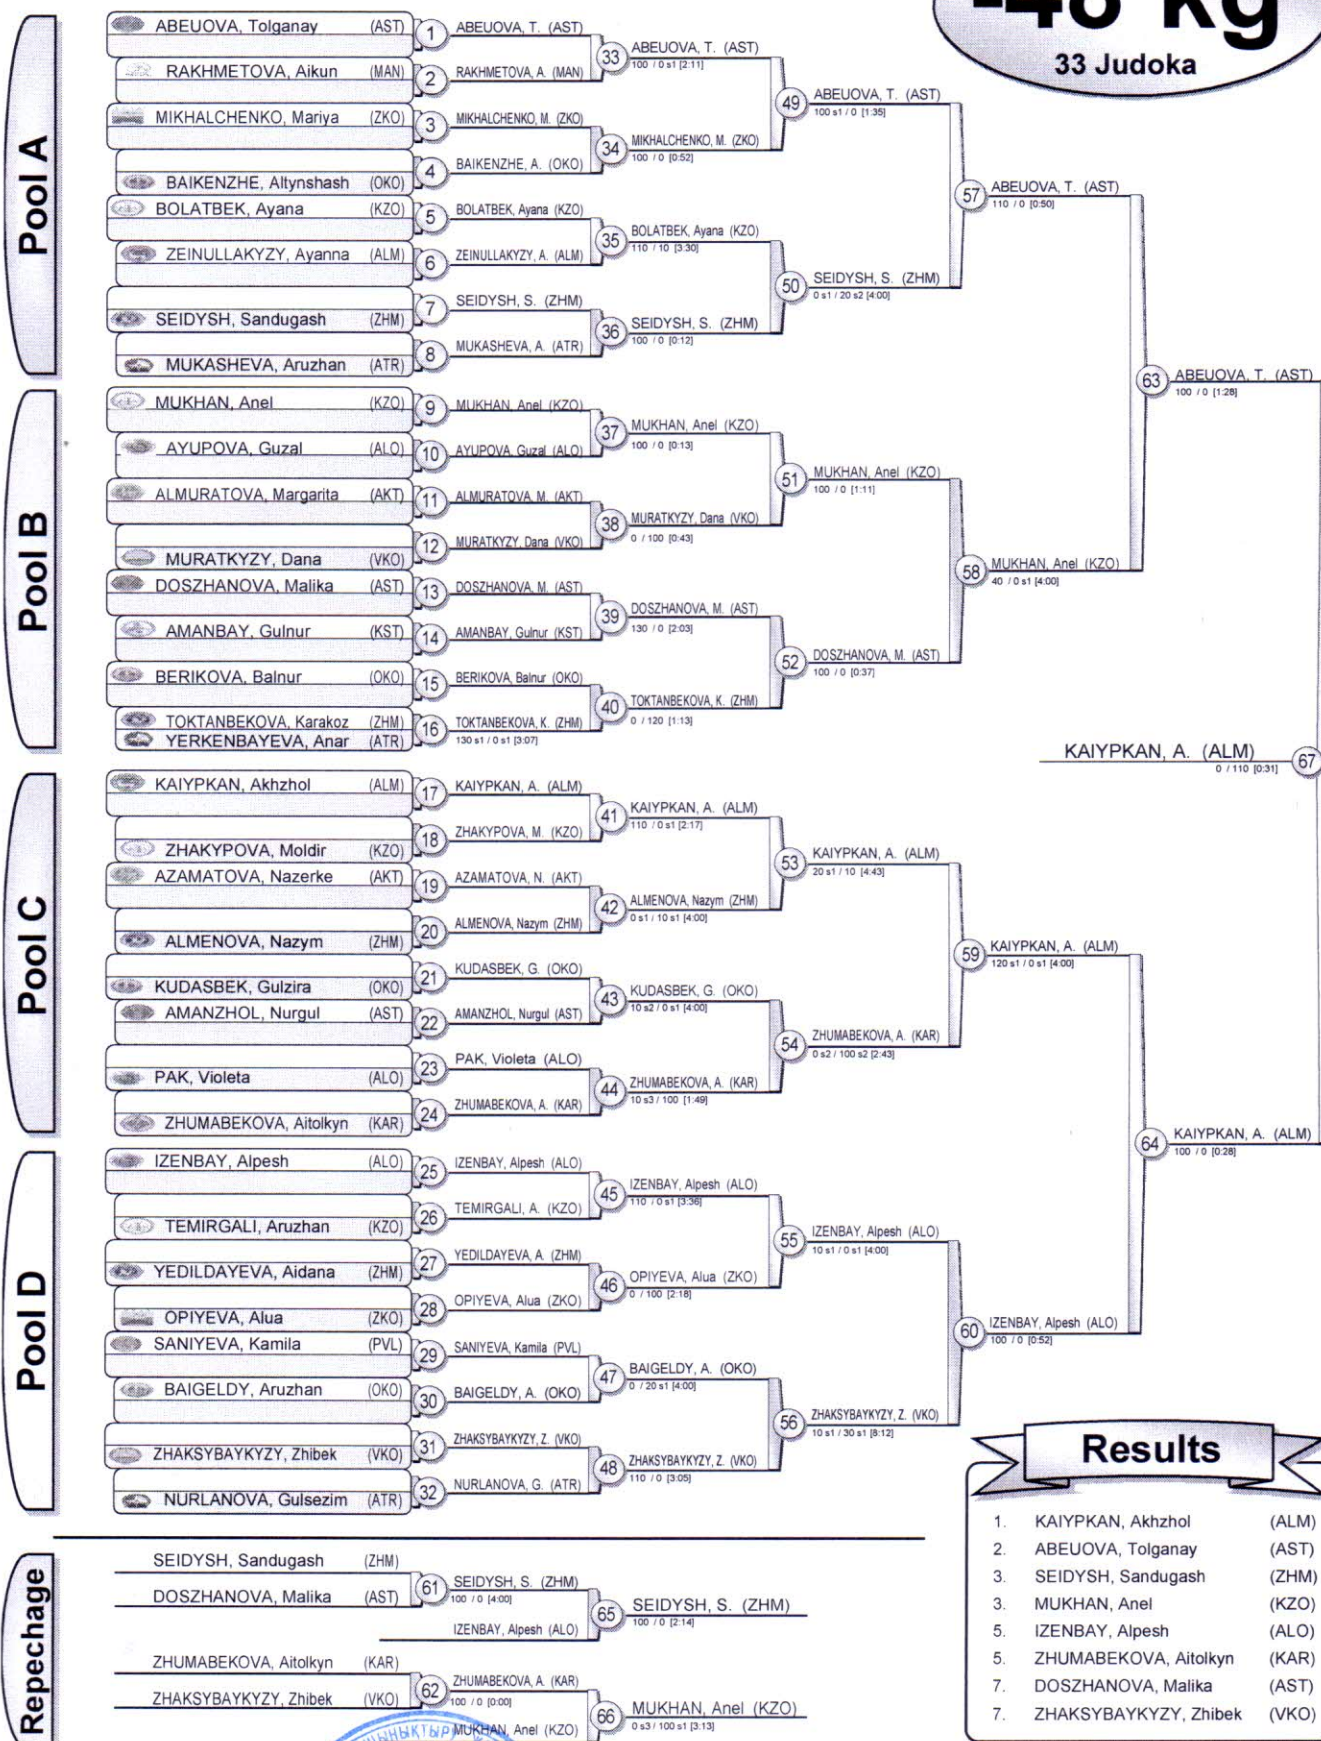 -48 kg
33 Judoka
Pool A
ABEUOVA, Tolganay (AST)
RAKHMETOVA, Aikun (MAN)
MIKHALCHENKO, Mariya (ZKO)
BAIKENZHE, Altynshash (OKO)
BOLATBEK, Ayana (KZO)
ZEINULLAKYZY, Ayanna (ALM)
SEIDYSH, Sandugash (ZHM)
MUKASHEVA, Aruzhan (ATR)
1 ABEUOVA, T. (AST)
2 RAKHMETOVA, A. (MAN)
3 MIKHALCHENKO, M. (ZKO)
4 BAIKENZHE, A. (OKO)
5 BOLATBEK, Ayana (KZO)
6 ZEINULLAKYZY, A. (ALM)
7 SEIDYSH, S. (ZHM)
8 MUKASHEVA, A. (ATR)
33 ABEUOVA, T. (AST)
100 / 0 s1 [2:11]
34 MIKHALCHENKO, M. (ZKO)
100 / 0 [0:52]
35 BOLATBEK, Ayana (KZO)
110 / 10 [3:30]
36 SEIDYSH, S. (ZHM)
100 / 0 [0:12]
49 ABEUOVA, T. (AST)
100 s1 / 0 [1:35]
50 SEIDYSH, S. (ZHM)
0 s1 / 20 s2 [4:00]
57 ABEUOVA, T. (AST)
110 / 0 [0:50]
Pool B
MUKHAN, Anel (KZO)
AYUPOVA, Guzal (ALO)
ALMURATOVA, Margarita (AKT)
MURATKYZY, Dana (VKO)
DOSZHANOVA, Malika (AST)
AMANBAY, Gulnur (KST)
BERIKOVA, Balnur (OKO)
TOKTANBEKOVA, Karakoz (ZHM)
YERKENBAYEVA, Anar (ATR)
9 MUKHAN, Anel (KZO)
10 AYUPOVA, Guzal (ALO)
11 ALMURATOVA, M. (AKT)
12 MURATKYZY, Dana (VKO)
13 DOSZHANOVA, M. (AST)
14 AMANBAY, Gulnur (KST)
15 BERIKOVA, Balnur (OKO)
16 TOKTANBEKOVA, K. (ZHM)
130 s1 / 0 s1 [3:07]
37 MUKHAN, Anel (KZO)
100 / 0 [0:13]
38 MURATKYZY, Dana (VKO)
0 / 100 [0:43]
39 DOSZHANOVA, M. (AST)
130 / 0 [2:03]
40 TOKTANBEKOVA, K. (ZHM)
0 / 120 [1:13]
51 MUKHAN, Anel (KZO)
100 / 0 [1:11]
52 DOSZHANOVA, M. (AST)
100 / 0 [0:37]
58 MUKHAN, Anel (KZO)
40 / 0 s1 [4:00]
63 ABEUOVA, T. (AST)
100 / 0 [1:28]
KAIYPKAN, A. (ALM) 67
0 / 110 [0:31]
Pool C
KAIYPKAN, Akhzhol (ALM)
ZHAKYPOVA, Moldir (KZO)
AZAMATOVA, Nazerke (AKT)
ALMENOVA, Nazym (ZHM)
KUDASBEK, Gulzira (OKO)
AMANZHOL, Nurgul (AST)
PAK, Violeta (ALO)
ZHUMABEKOVA, Aitolkyn (KAR)
17 KAIYPKAN, A. (ALM)
18 ZHAKYPOVA, M. (KZO)
19 AZAMATOVA, N. (AKT)
20 ALMENOVA, Nazym (ZHM)
21 KUDASBEK, G. (OKO)
22 AMANZHOL, Nurgul (AST)
23 PAK, Violeta (ALO)
24 ZHUMABEKOVA, A. (KAR)
41 KAIYPKAN, A. (ALM)
110 / 0 s1 [2:17]
42 ALMENOVA, Nazym (ZHM)
0 s1 / 10 s1 [4:00]
43 KUDASBEK, G. (OKO)
10 s2 / 0 s1 [4:00]
44 ZHUMABEKOVA, A. (KAR)
10 s3 / 100 [1:49]
53 KAIYPKAN, A. (ALM)
20 s1 / 10 [4:43]
54 ZHUMABEKOVA, A. (KAR)
0 s2 / 100 s2 [2:43]
59 KAIYPKAN, A. (ALM)
120 s1 / 0 s1 [4:00]
Pool D
IZENBAY, Alpesh (ALO)
TEMIRGALI, Aruzhan (KZO)
YEDILDAYEVA, Aidana (ZHM)
OPIYEVA, Alua (ZKO)
SANIYEVA, Kamila (PVL)
BAIGELDY, Aruzhan (OKO)
ZHAKSYBAYKYZY, Zhibek (VKO)
NURLANOVA, Gulsezim (ATR)
25 IZENBAY, Alpesh (ALO)
26 TEMIRGALI, A. (KZO)
27 YEDILDAYEVA, A. (ZHM)
28 OPIYEVA, Alua (ZKO)
29 SANIYEVA, Kamila (PVL)
30 BAIGELDY, A. (OKO)
31 ZHAKSYBAYKYZY, Z. (VKO)
32 NURLANOVA, G. (ATR)
45 IZENBAY, Alpesh (ALO)
110 / 0 s1 [3:36]
46 OPIYEVA, Alua (ZKO)
0 / 100 [2:18]
47 BAIGELDY, A. (OKO)
0 / 20 s1 [4:00]
48 ZHAKSYBAYKYZY, Z. (VKO)
110 / 0 [3:05]
55 IZENBAY, Alpesh (ALO)
10 s1 / 0 s1 [4:00]
56 ZHAKSYBAYKYZY, Z. (VKO)
10 s1 / 30 s1 [8:12]
60 IZENBAY, Alpesh (ALO)
100 / 0 [0:52]
64 KAIYPKAN, A. (ALM)
100 / 0 [0:28]
Repechage
SEIDYSH, Sandugash (ZHM)
DOSZHANOVA, Malika (AST)
61 SEIDYSH, S. (ZHM)
100 / 0 [4:00]
IZENBAY, Alpesh (ALO)
65 SEIDYSH, S. (ZHM)
100 / 0 [2:14]
ZHUMABEKOVA, Aitolkyn (KAR)
ZHAKSYBAYKYZY, Zhibek (VKO)
62 ZHUMABEKOVA, A. (KAR)
100 / 0 [0:00]
MUKHAN, Anel (KZO)
66 MUKHAN, Anel (KZO)
0 s3 / 100 s1 [3:13]
Results
1. KAIYPKAN, Akhzhol (ALM)
2. ABEUOVA, Tolganay (AST)
3. SEIDYSH, Sandugash (ZHM)
3. MUKHAN, Anel (KZO)
5. IZENBAY, Alpesh (ALO)
5. ZHUMABEKOVA, Aitolkyn (KAR)
7. DOSZHANOVA, Malika (AST)
7. ZHAKSYBAYKYZY, Zhibek (VKO)